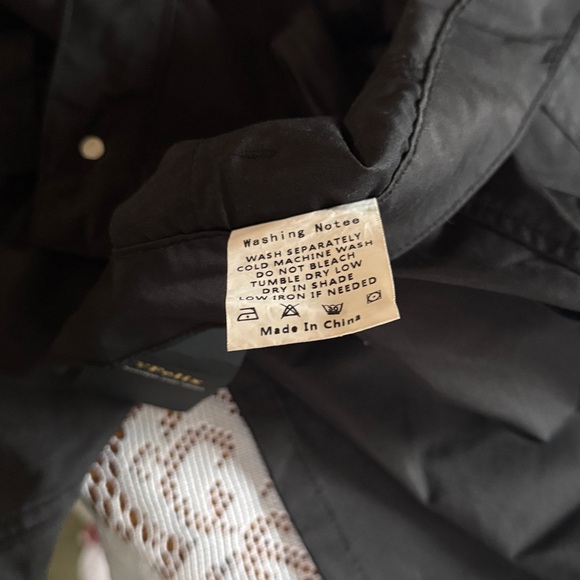 Washing Notee
WASH SEPARATELY
COLD MACHINE WASH
DO NOT BLEACH
TUMBLE DRY LOW
DRY IN SHADE
LOW IRON IF NEEDED
Made In China